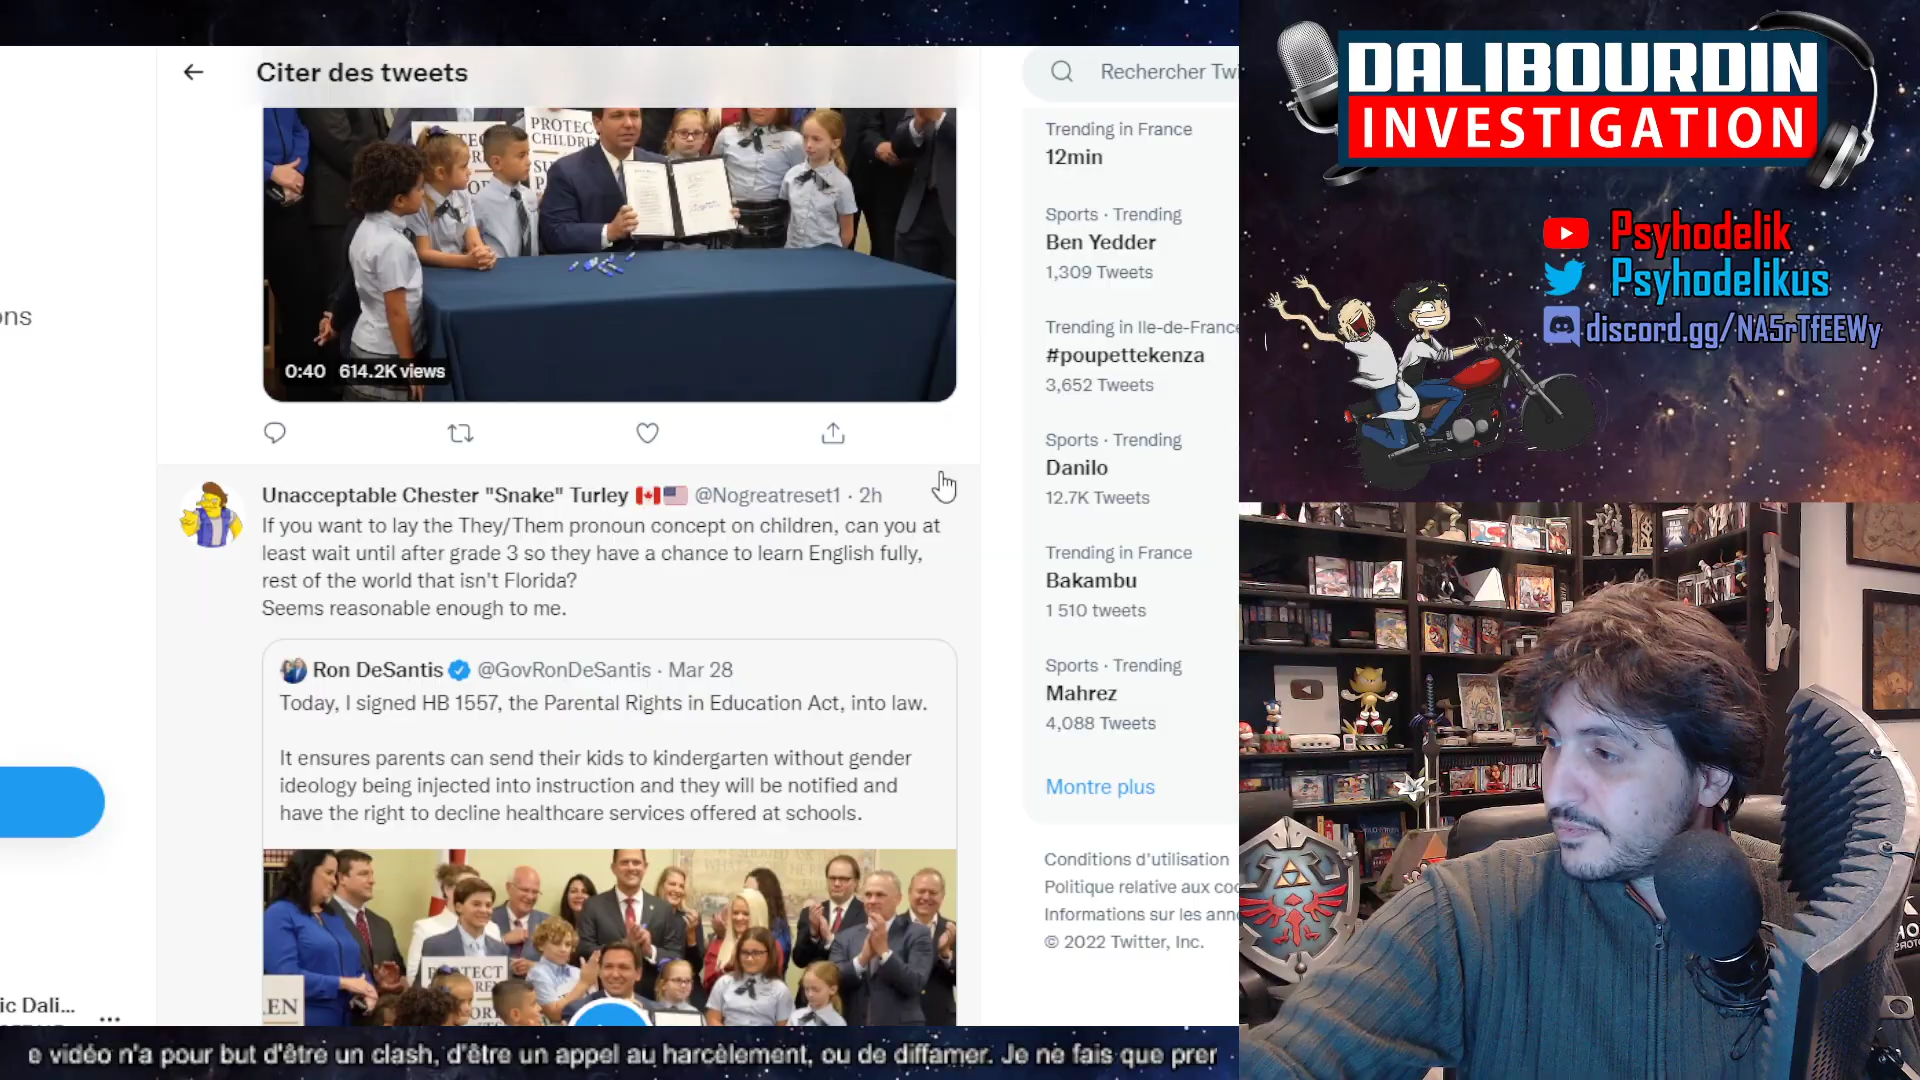 Citer des tweets
PROTEC
CHILDRE
SU
P
0:40 614.2K views
ons
Unacceptable Chester "Snake" Turley @Nogreatreset1 · 2h
If you want to lay the They/Them pronoun concept on children, can you at
least wait until after grade 3 so they have a chance to learn English fully,
rest of the world that isn't Florida?
Seems reasonable enough to me.
Ron DeSantis @GovRonDeSantis · Mar 28
Today, I signed HB 1557, the Parental Rights in Education Act, into law.
It ensures parents can send their kids to kindergarten without gender
ideology being injected into instruction and they will be notified and
have the right to decline healthcare services offered at schools.
ic Dali...
Rechercher Twi
Trending in France
12min
Sports · Trending
Ben Yedder
1,309 Tweets
Trending in Ile-de-France
#poupettekenza
3,652 Tweets
Sports · Trending
Danilo
12.7K Tweets
Trending in France
Bakambu
1 510 tweets
Sports · Trending
Mahrez
4,088 Tweets
Montre plus
Conditions d'utilisation
Politique relative aux coo
Informations sur les anno
© 2022 Twitter, Inc.
DALIBOURDIN
INVESTIGATION
Psyhodelik
Psyhodelikus
discord.gg/NA5rTfEEWy
e vidéo n'a pour but d'être un clash, d'être un appel au harcèlement, ou de diffamer. Je ne fais que prer